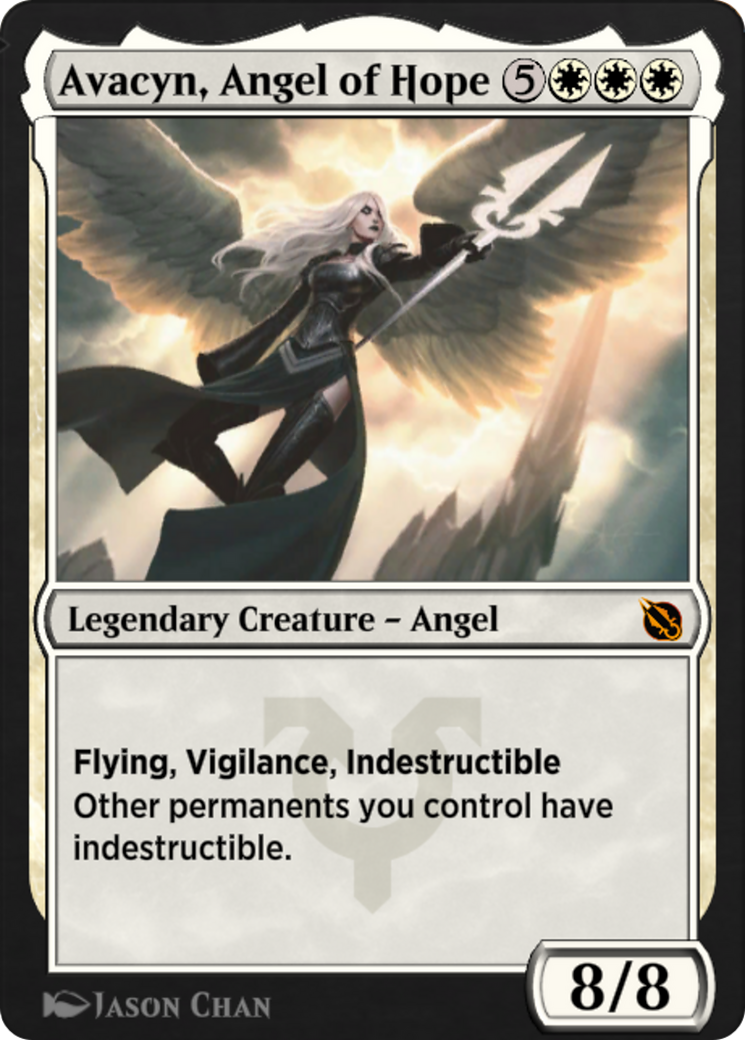 Avacyn, Angel of Hope 5
Legendary Creature – Angel
Flying, Vigilance, Indestructible
Other permanents you control have
indestructible.
8/8
Jason Chan